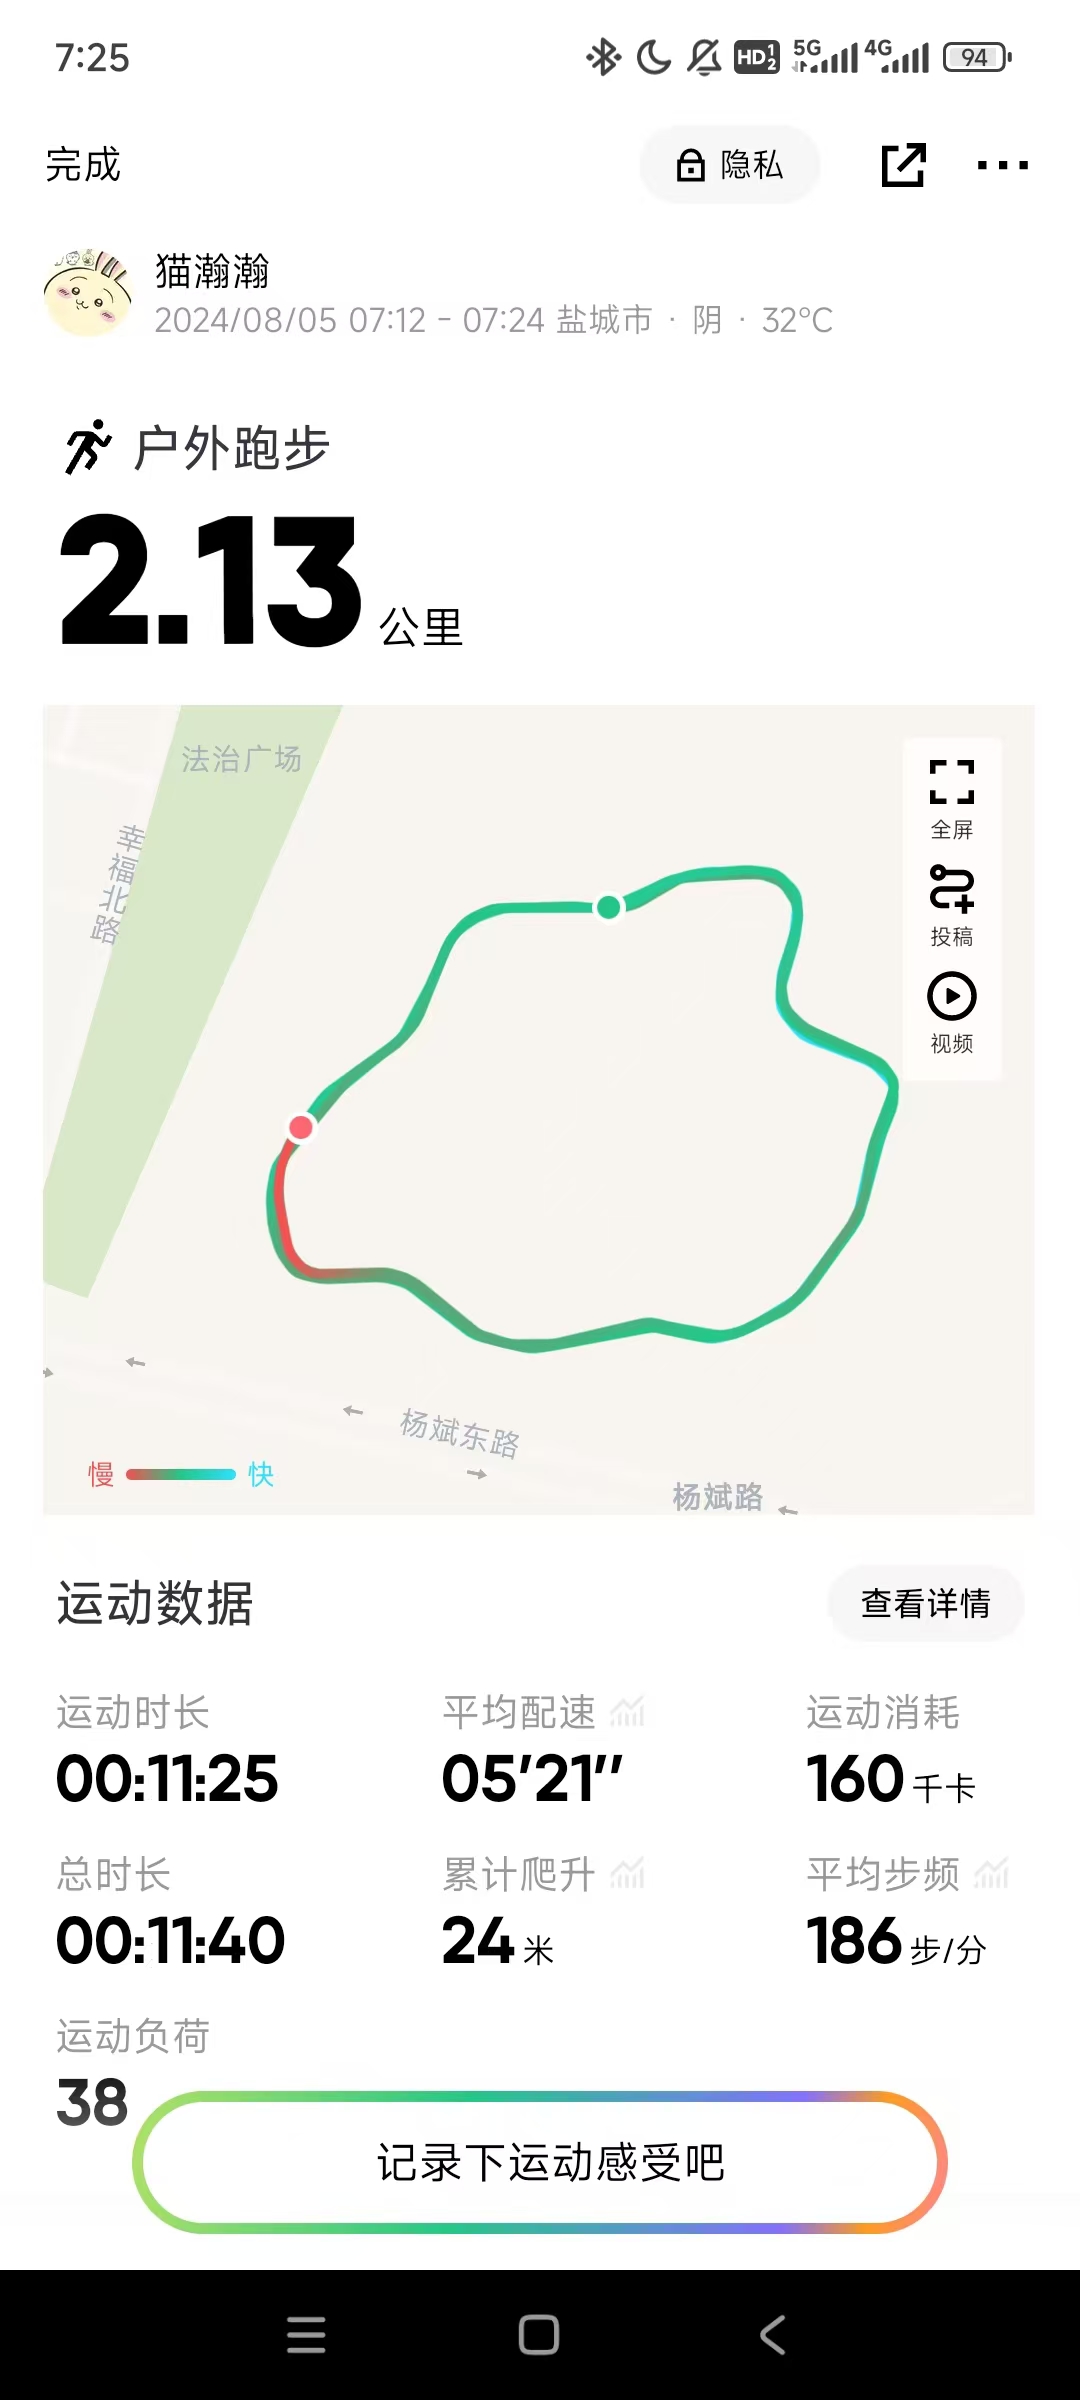 7:25
HD 1 2 5G 4G 94
完成
隐私
猫瀚瀚
2024/08/05 07:12 - 07:24 盐城市 · 阴 · 32°C
户外跑步
2.13 公里
法治广场
全屏
幸福北路
投稿
视频
杨斌东路
慢 快
杨斌路
运动数据
查看详情
运动时长 平均配速 运动消耗
00:11:25 05'21'' 160 千卡
总时长 累计爬升 平均步频
00:11:40 24 米 186 步/分
运动负荷
38
记录下运动感受吧